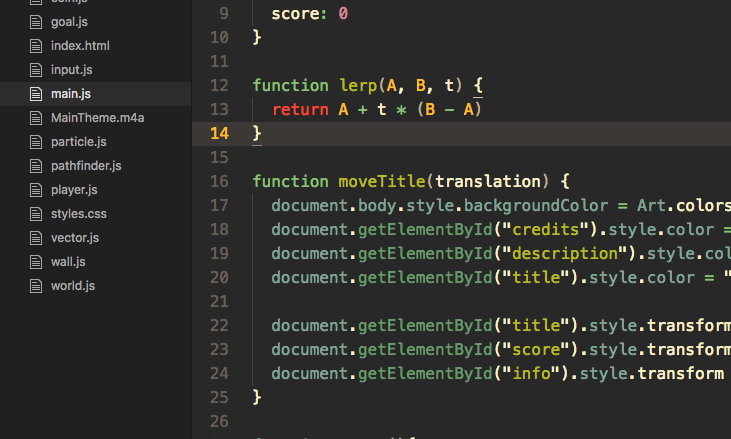 goal.js
index.html
input.js
main.js
MainTheme.m4a
particle.js
pathfinder.js
player.js
styles.css
vector.js
wall.js
world.js
9 score: 0
10 }
11
12 function lerp(A, B, t) {
13 return A + t * (B - A)
14 }
15
16 function moveTitle(translation) {
17 document.body.style.backgroundColor = Art.colors
18 document.getElementById("credits").style.color =
19 document.getElementById("description").style.col
20 document.getElementById("title").style.color = "
21
22 document.getElementById("title").style.transform
23 document.getElementById("score").style.transform
24 document.getElementById("info").style.transform
25 }
26